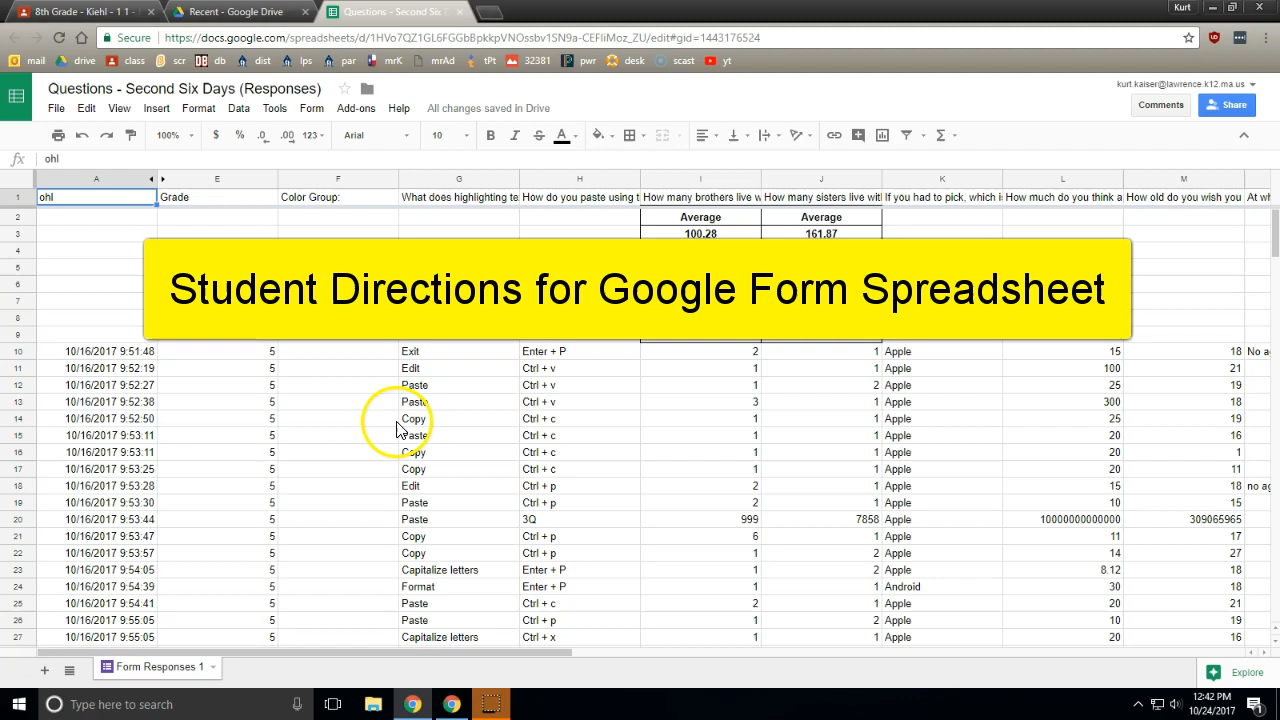 8th Grade - Kiehl - 1 1 - Recent - Google Drive Questions - Second Six Kurt
Secure https://docs.google.com/spreadsheets/d/1HVo7QZ1GL6FGGbBpkkpVNOssbv1SN9a-CEFliMoz_ZU/edit#gid=1443176524
mail drive class scr db dist lps par mrK mrAd tPt 32381 pwr desk scast yt
Questions - Second Six Days (Responses) kurt.kaiser@lawrence.k12.ma.us
File Edit View Insert Format Data Tools Form Add-ons Help All changes saved in Drive Comments Share
100% $ % .0 .00 123 Arial 10 B I S A Σ
fx ohl
A E F G H I J K L M
1 ohl Grade Color Group: What does highlighting te How do you paste using t How many brothers live w How many sisters live wit If you had to pick, which i How much do you think a How old do you wish you At wh
2 Average Average
3 100.28 161.87
4
5
6
7
8
9
Student Directions for Google Form Spreadsheet
10 10/16/2017 9:51:48 5 Exit Enter + P 2 1 Apple 15 18 No a
11 10/16/2017 9:52:19 5 Edit Ctrl + v 1 1 Apple 100 21
12 10/16/2017 9:52:27 5 Paste Ctrl + v 1 2 Apple 25 19
13 10/16/2017 9:52:38 5 Paste Ctrl + v 3 1 Apple 300 18
14 10/16/2017 9:52:50 5 Copy Ctrl + c 1 1 Apple 25 19
15 10/16/2017 9:53:11 5 Paste Ctrl + c 1 1 Apple 20 16
16 10/16/2017 9:53:11 5 Copy Ctrl + c 1 1 Apple 20 1
17 10/16/2017 9:53:25 5 Copy Ctrl + c 1 1 Apple 20 11
18 10/16/2017 9:53:28 5 Edit Ctrl + p 2 1 Apple 15 18 no ag
19 10/16/2017 9:53:30 5 Paste Ctrl + p 2 1 Apple 10 15
20 10/16/2017 9:53:44 5 Paste 3Q 999 7858 Apple 10000000000000 309065965
21 10/16/2017 9:53:47 5 Copy Ctrl + p 6 1 Apple 11 17
22 10/16/2017 9:53:57 5 Copy Ctrl + p 1 2 Apple 14 27
23 10/16/2017 9:54:05 5 Capitalize letters Enter + P 1 2 Apple 8.12 18
24 10/16/2017 9:54:39 5 Format Enter + P 1 1 Android 30 18
25 10/16/2017 9:54:41 5 Paste Ctrl + c 2 1 Apple 20 21
26 10/16/2017 9:55:05 5 Paste Ctrl + p 1 2 Apple 10 19
27 10/16/2017 9:55:05 5 Capitalize letters Ctrl + x 1 1 Apple 20 16
Form Responses 1 Explore
Type here to search 12:42 PM
10/24/2017 1